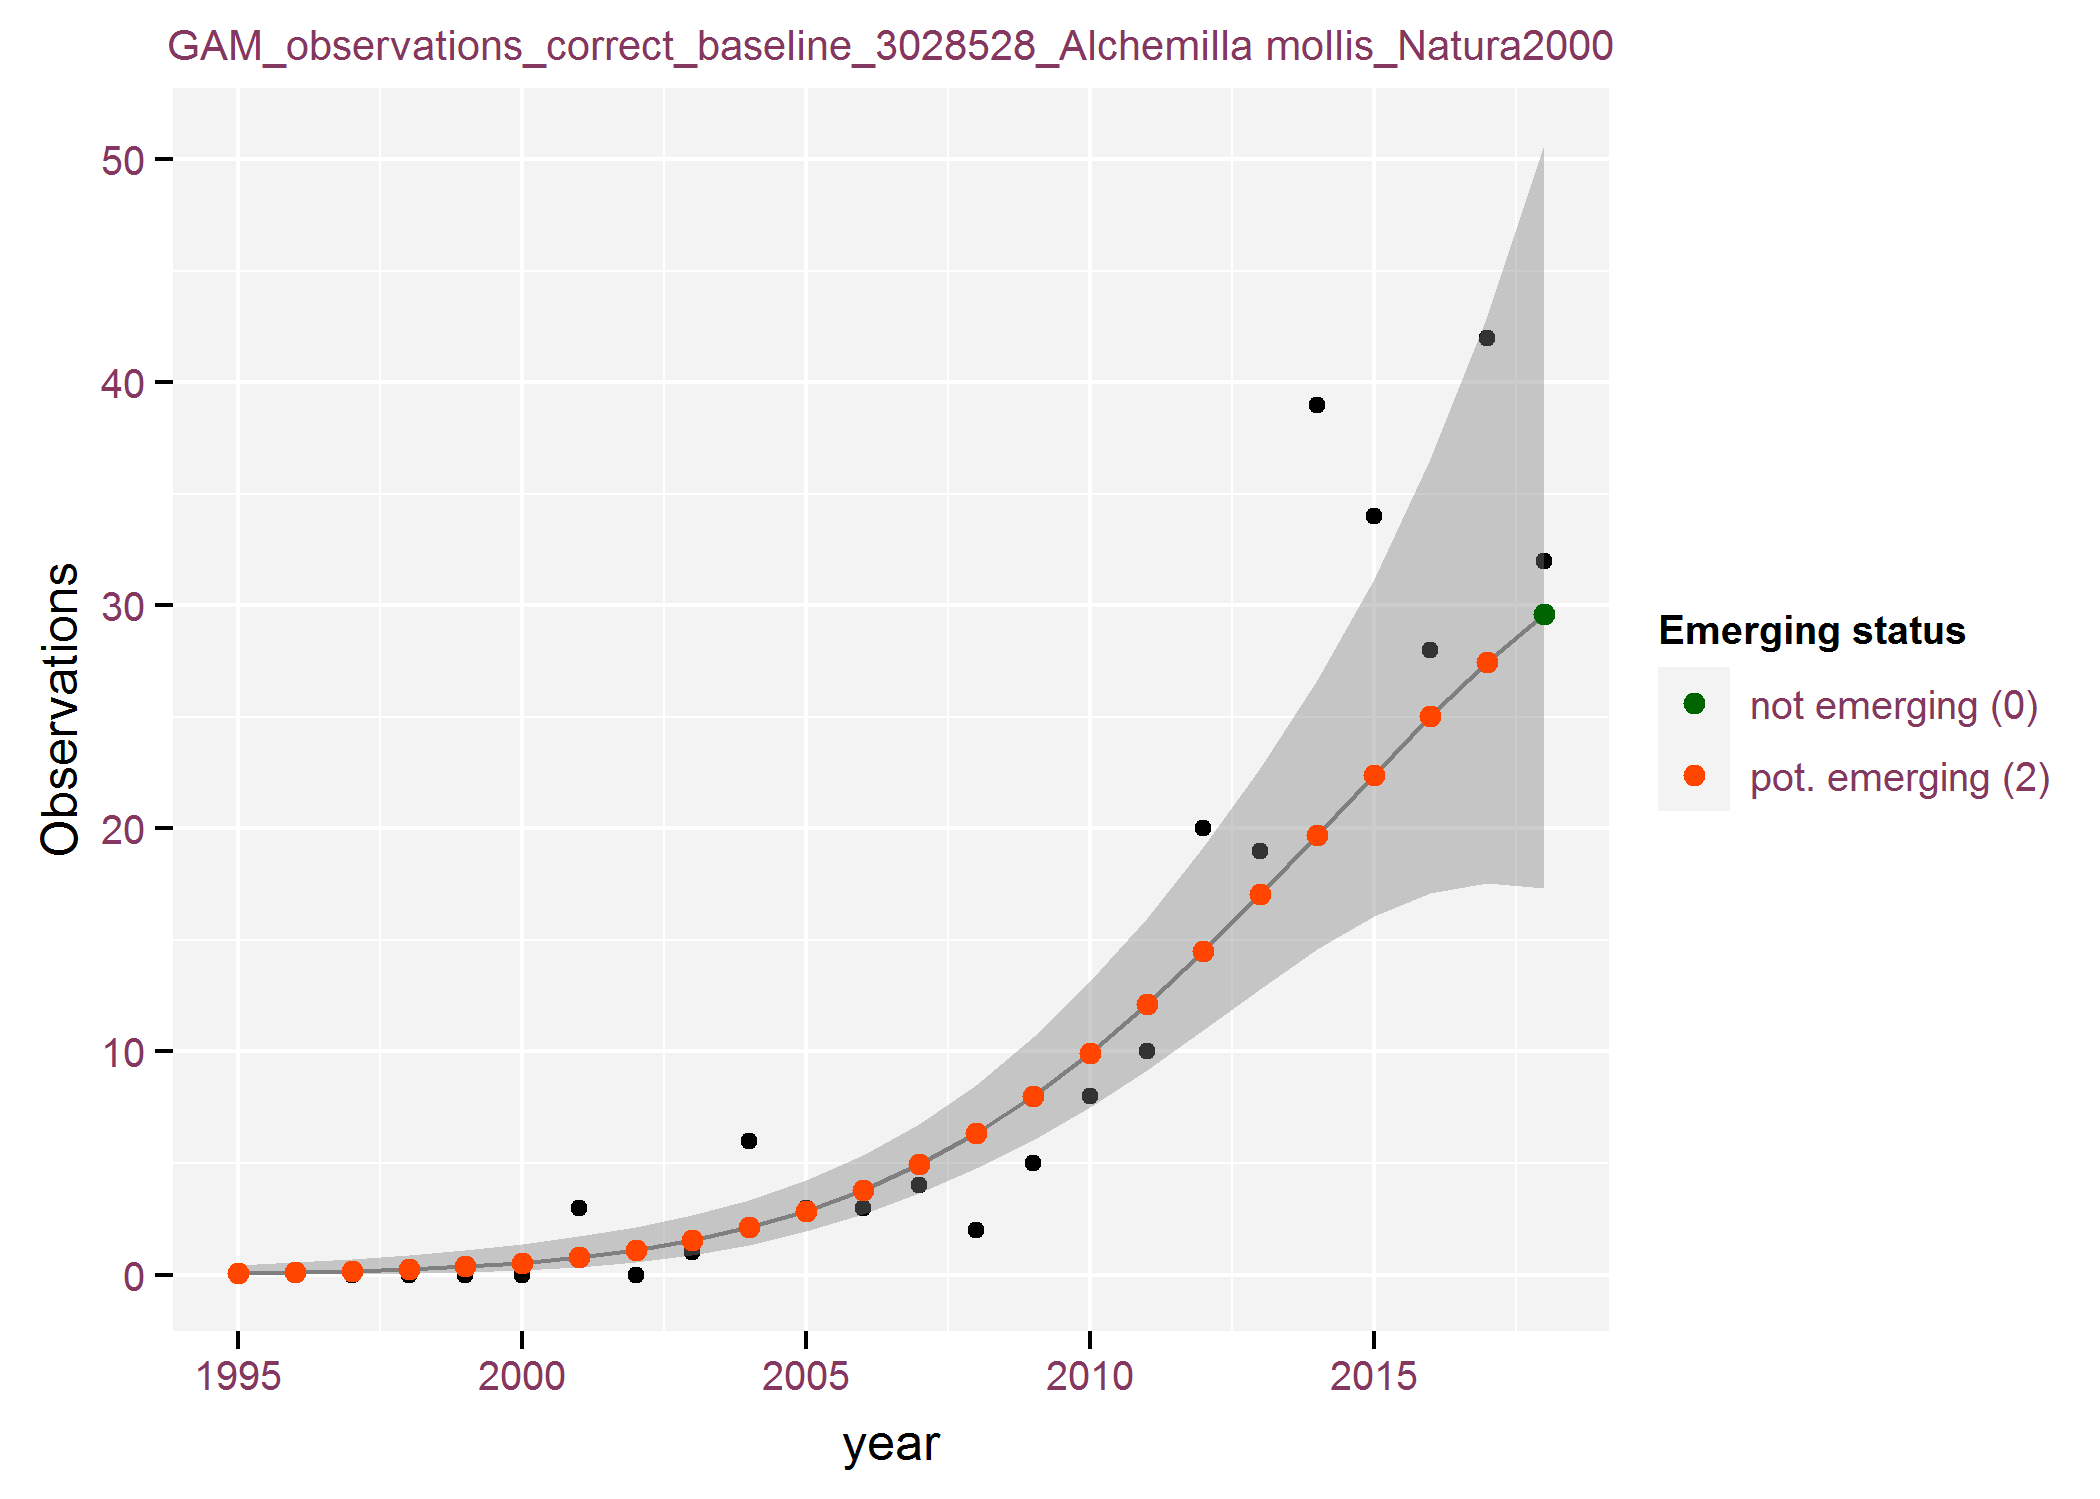 GAM_observations_correct_baseline_3028528_Alchemilla mollis_Natura2000
50
40
30
20
10
0
Observations
1995 2000 2005 2010 2015
year
Emerging status
not emerging (0)
pot. emerging (2)